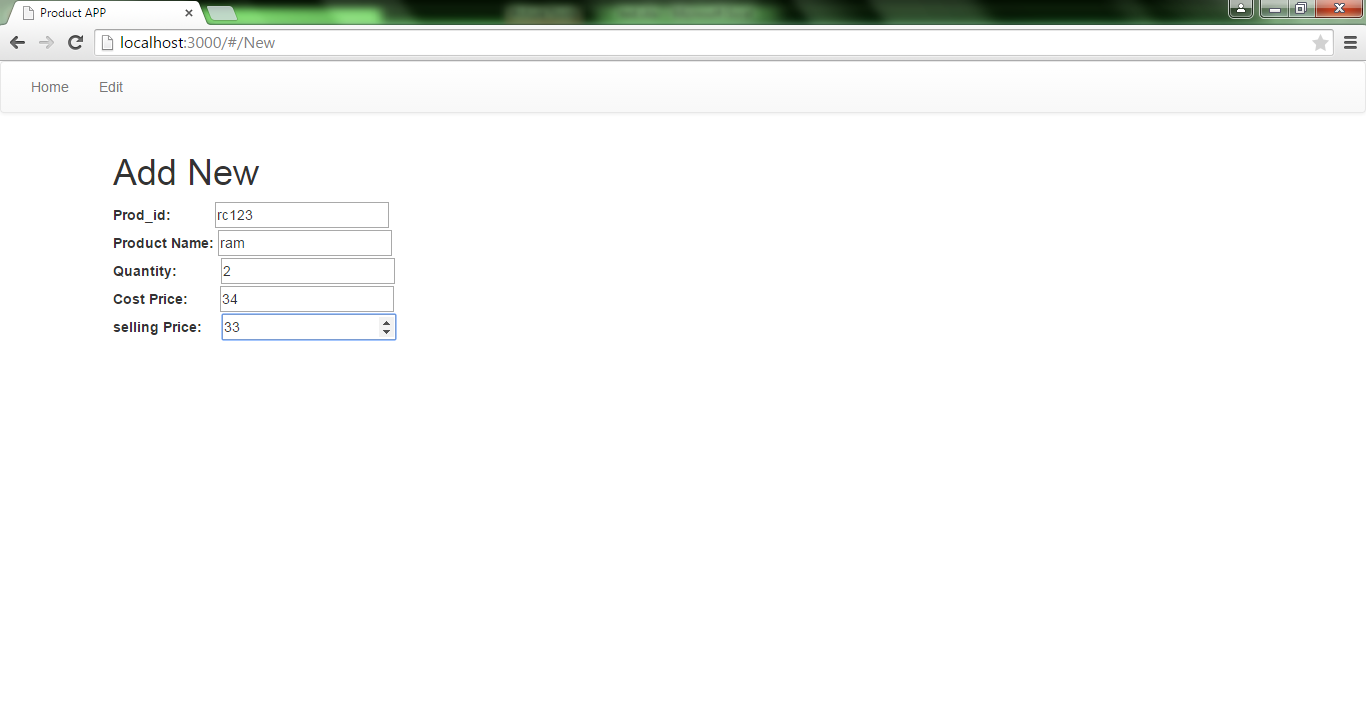 Product APP
localhost:3000/#/New
Home Edit
Add New
Prod_id: rc123
Product Name: ram
Quantity: 2
Cost Price: 34
selling Price: 33